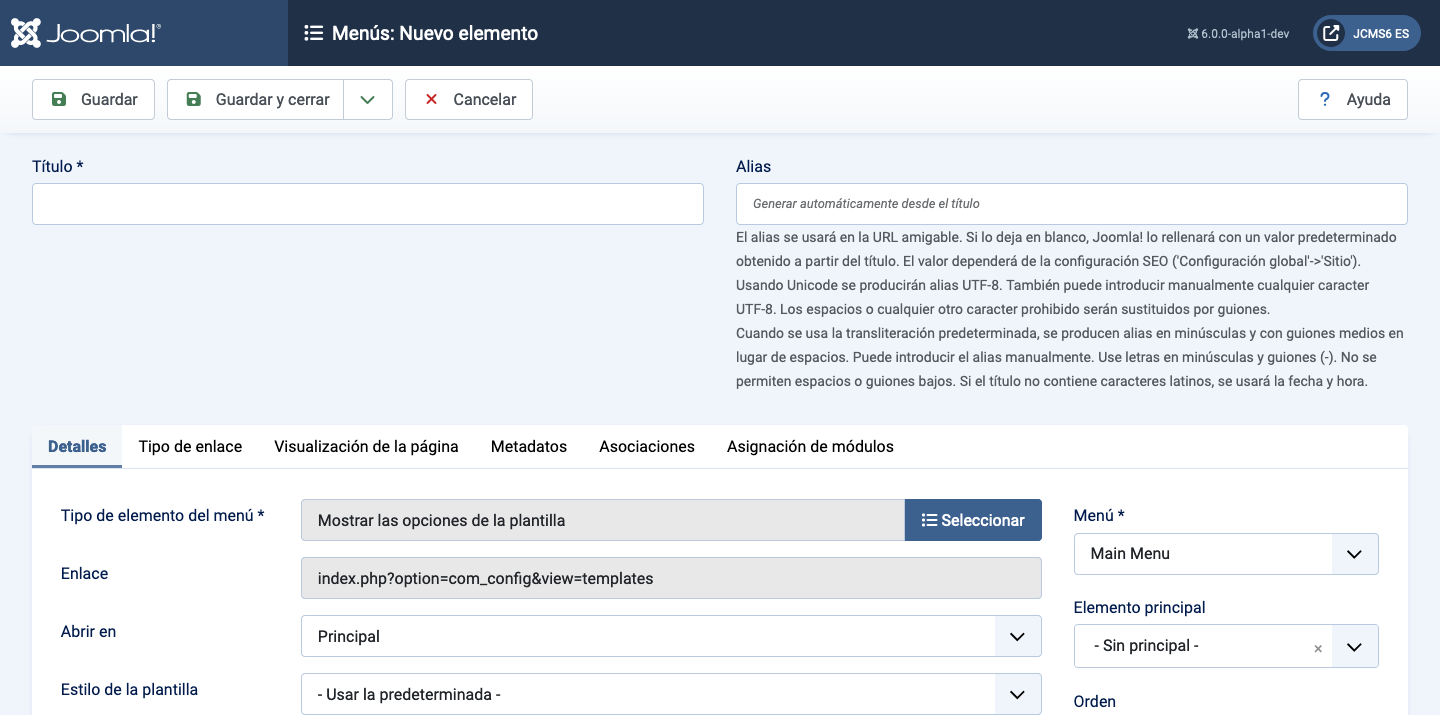 Joomla!®
Menús: Nuevo elemento
6.0.0-alpha1-dev
JCMS6 ES
Guardar
Guardar y cerrar
Cancelar
? Ayuda
Título *
Alias
Generar automáticamente desde el título
El alias se usará en la URL amigable. Si lo deja en blanco, Joomla! lo rellenará con un valor predeterminado
obtenido a partir del título. El valor dependerá de la configuración SEO ('Configuración global'->'Sitio').
Usando Unicode se producirán alias UTF-8. También puede introducir manualmente cualquier caracter
UTF-8. Los espacios o cualquier otro caracter prohibido serán sustituidos por guiones.
Cuando se usa la transliteración predeterminada, se producen alias en minúsculas y con guiones medios en
lugar de espacios. Puede introducir el alias manualmente. Use letras en minúsculas y guiones (-). No se
permiten espacios o guiones bajos. Si el título no contiene caracteres latinos, se usará la fecha y hora.
Detalles
Tipo de enlace
Visualización de la página
Metadatos
Asociaciones
Asignación de módulos
Tipo de elemento del menú *
Mostrar las opciones de la plantilla
Seleccionar
Enlace
index.php?option=com_config&view=templates
Abrir en
Principal
Estilo de la plantilla
- Usar la predeterminada -
Menú *
Main Menu
Elemento principal
- Sin principal - ×
Orden